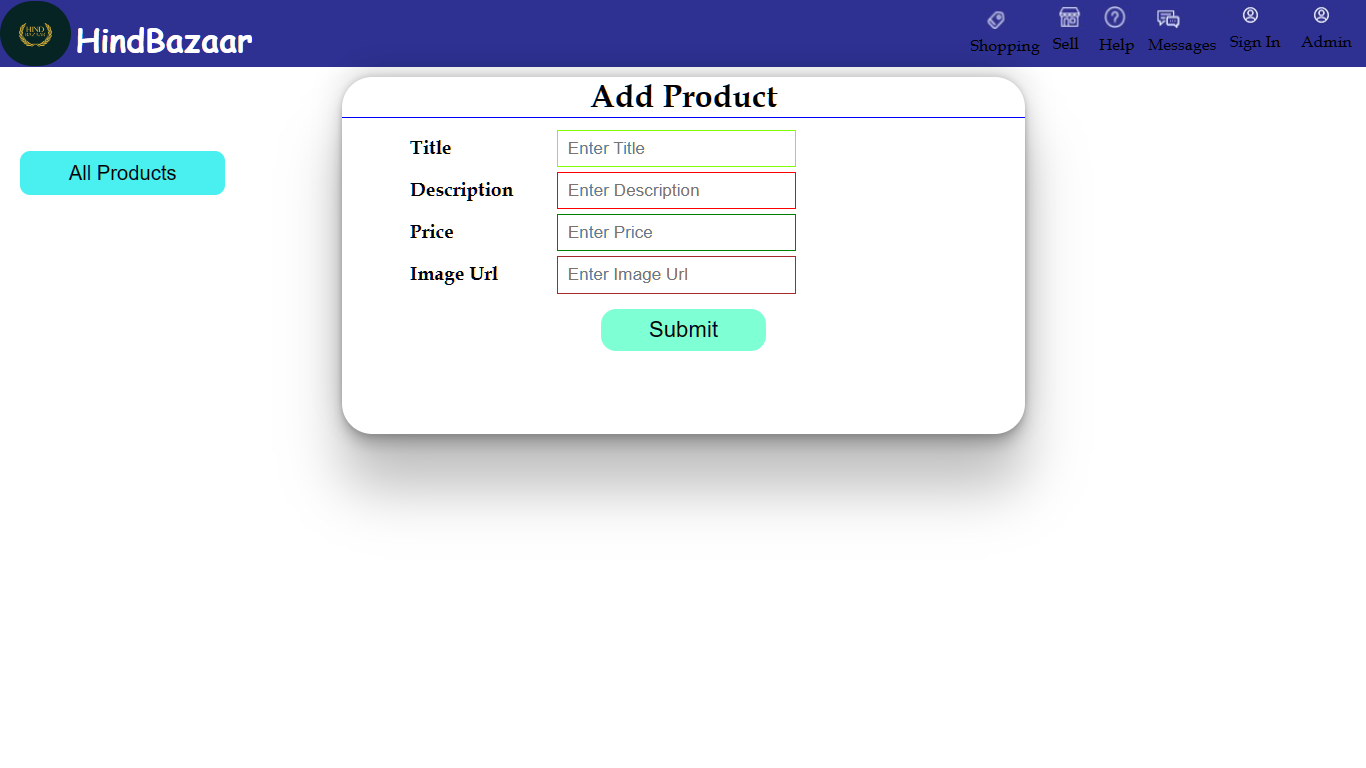 HIND
BAZAAR
HindBazaar
Shopping
Sell
Help
Messages
Sign In
Admin
Add Product
All Products
Title
Enter Title
Description
Enter Description
Price
Enter Price
Image Url
Enter Image Url
Submit